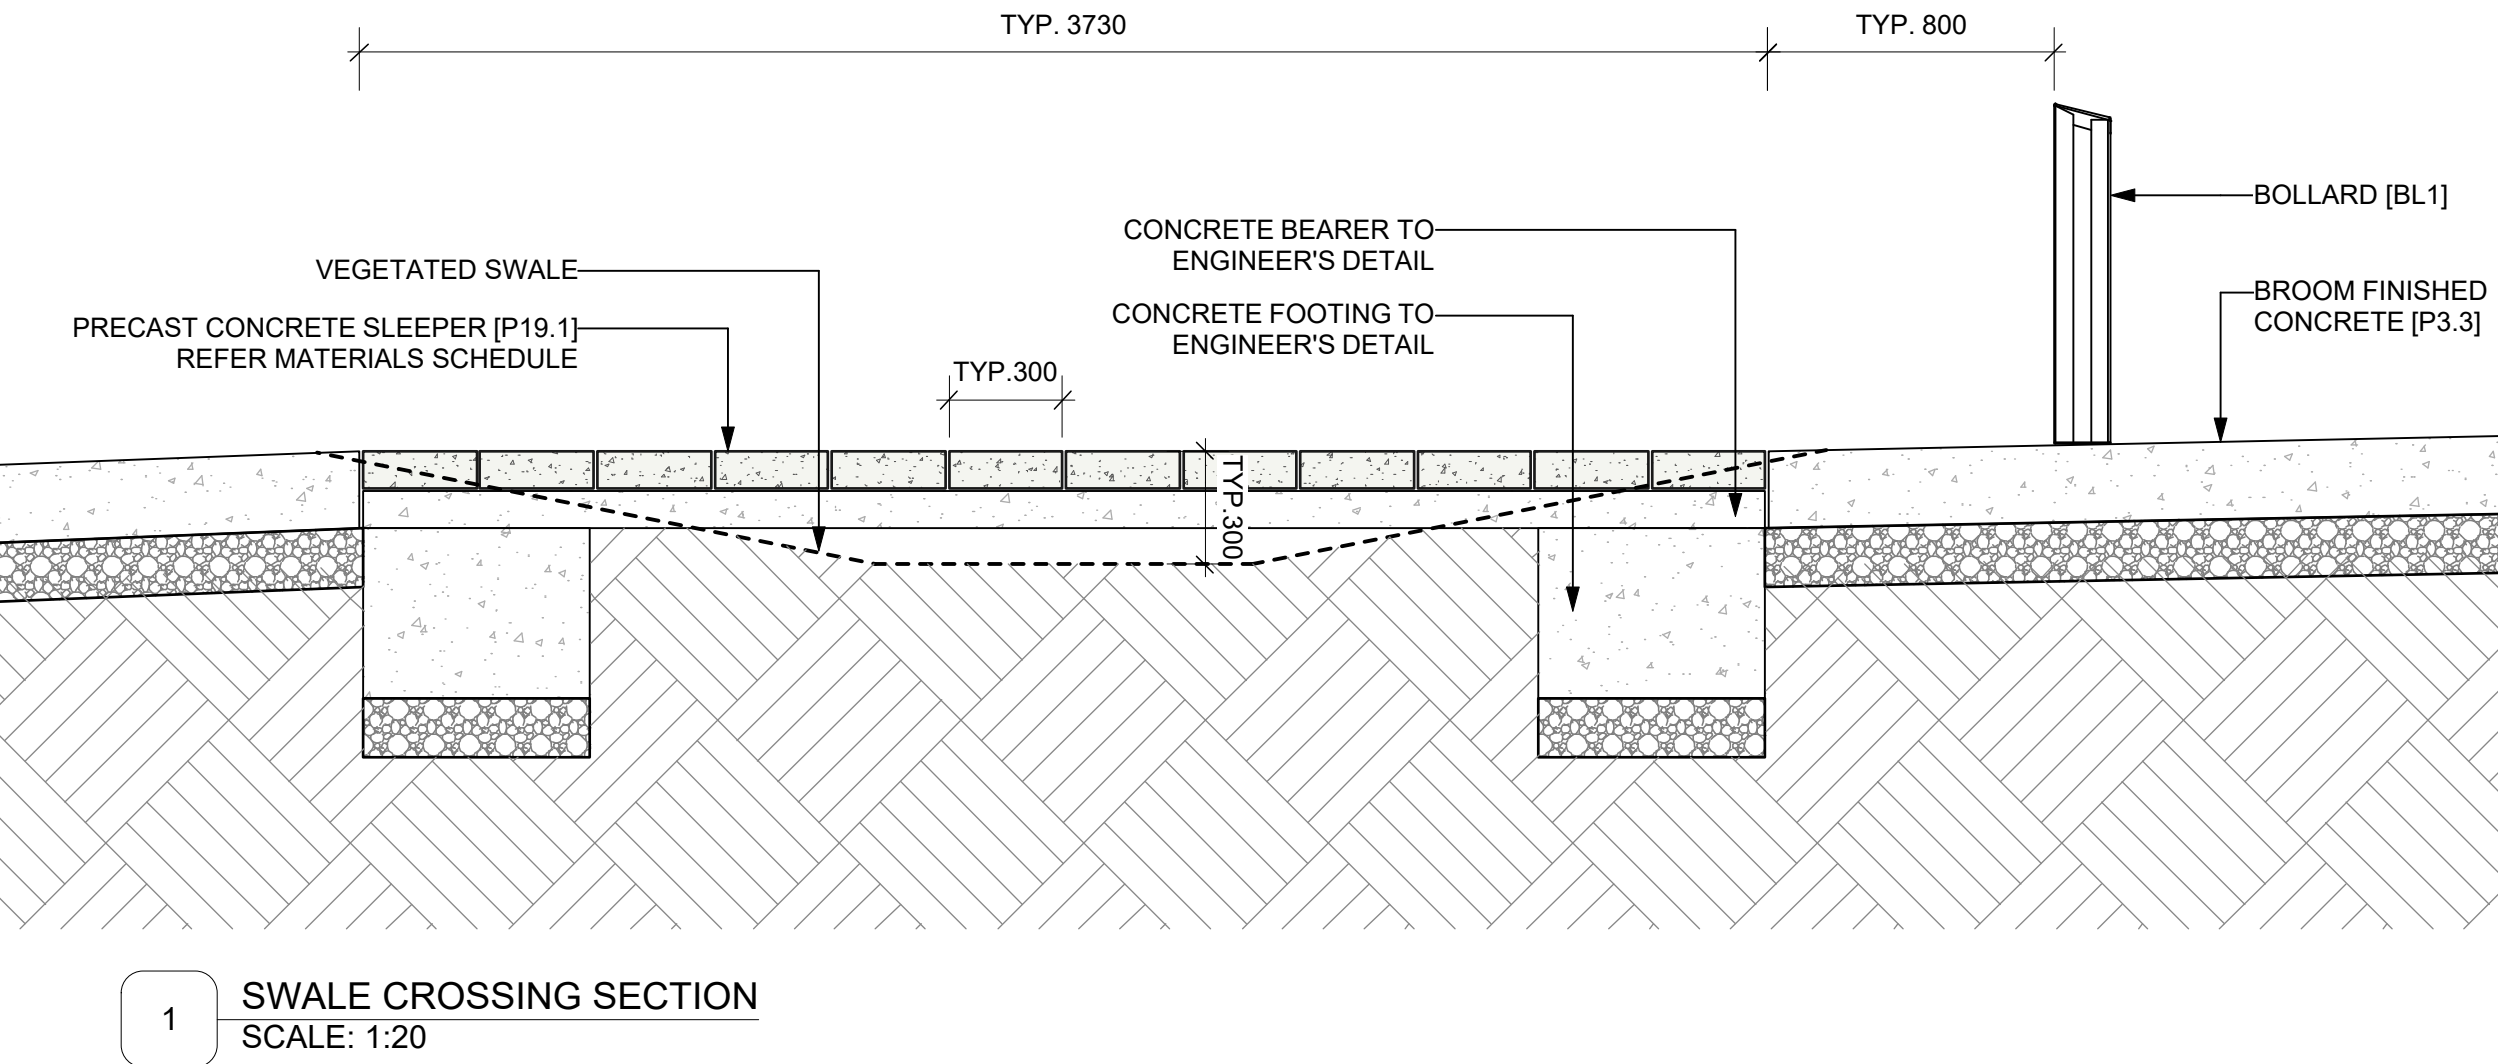 TYP. 3730
TYP. 800
BOLLARD [BL1]
CONCRETE BEARER TO
ENGINEER'S DETAIL
VEGETATED SWALE
BROOM FINISHED
CONCRETE [P3.3]
PRECAST CONCRETE SLEEPER [P19.1]
REFER MATERIALS SCHEDULE
CONCRETE FOOTING TO
ENGINEER'S DETAIL
TYP.300
TYP.300
1
SWALE CROSSING SECTION
SCALE: 1:20